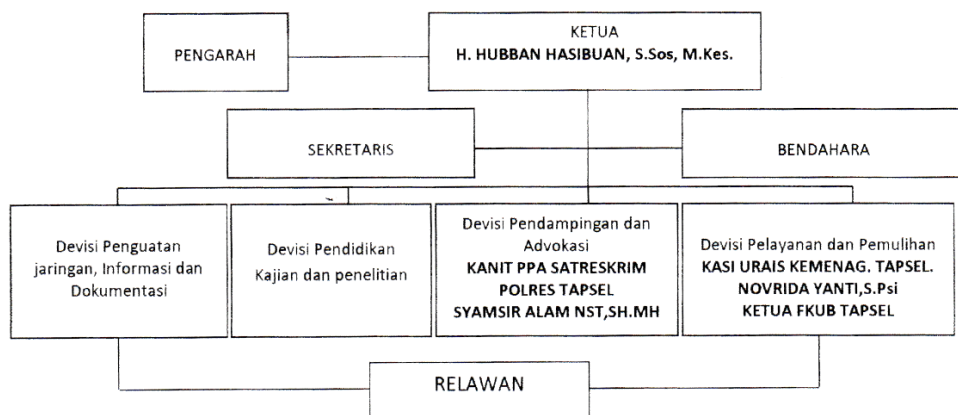 PENGARAH
KETUA
H. HUBBAN HASIBUAN, S.Sos, M.Kes.
SEKRETARIS
BENDAHARA
Devisi Penguatan
jaringan, Informasi dan
Dokumentasi
Devisi Pendidikan
Kajian dan penelitian
Devisi Pendampingan dan
Advokasi
KANIT PPA SATRESKRIM
POLRES TAPSEL
SYAMSIR ALAM NST,SH.MH
Devisi Pelayanan dan Pemulihan
KASI URAIS KEMENAG. TAPSEL.
NOVRIDA YANTI,S.Psi
KETUA FKUB TAPSEL
RELAWAN